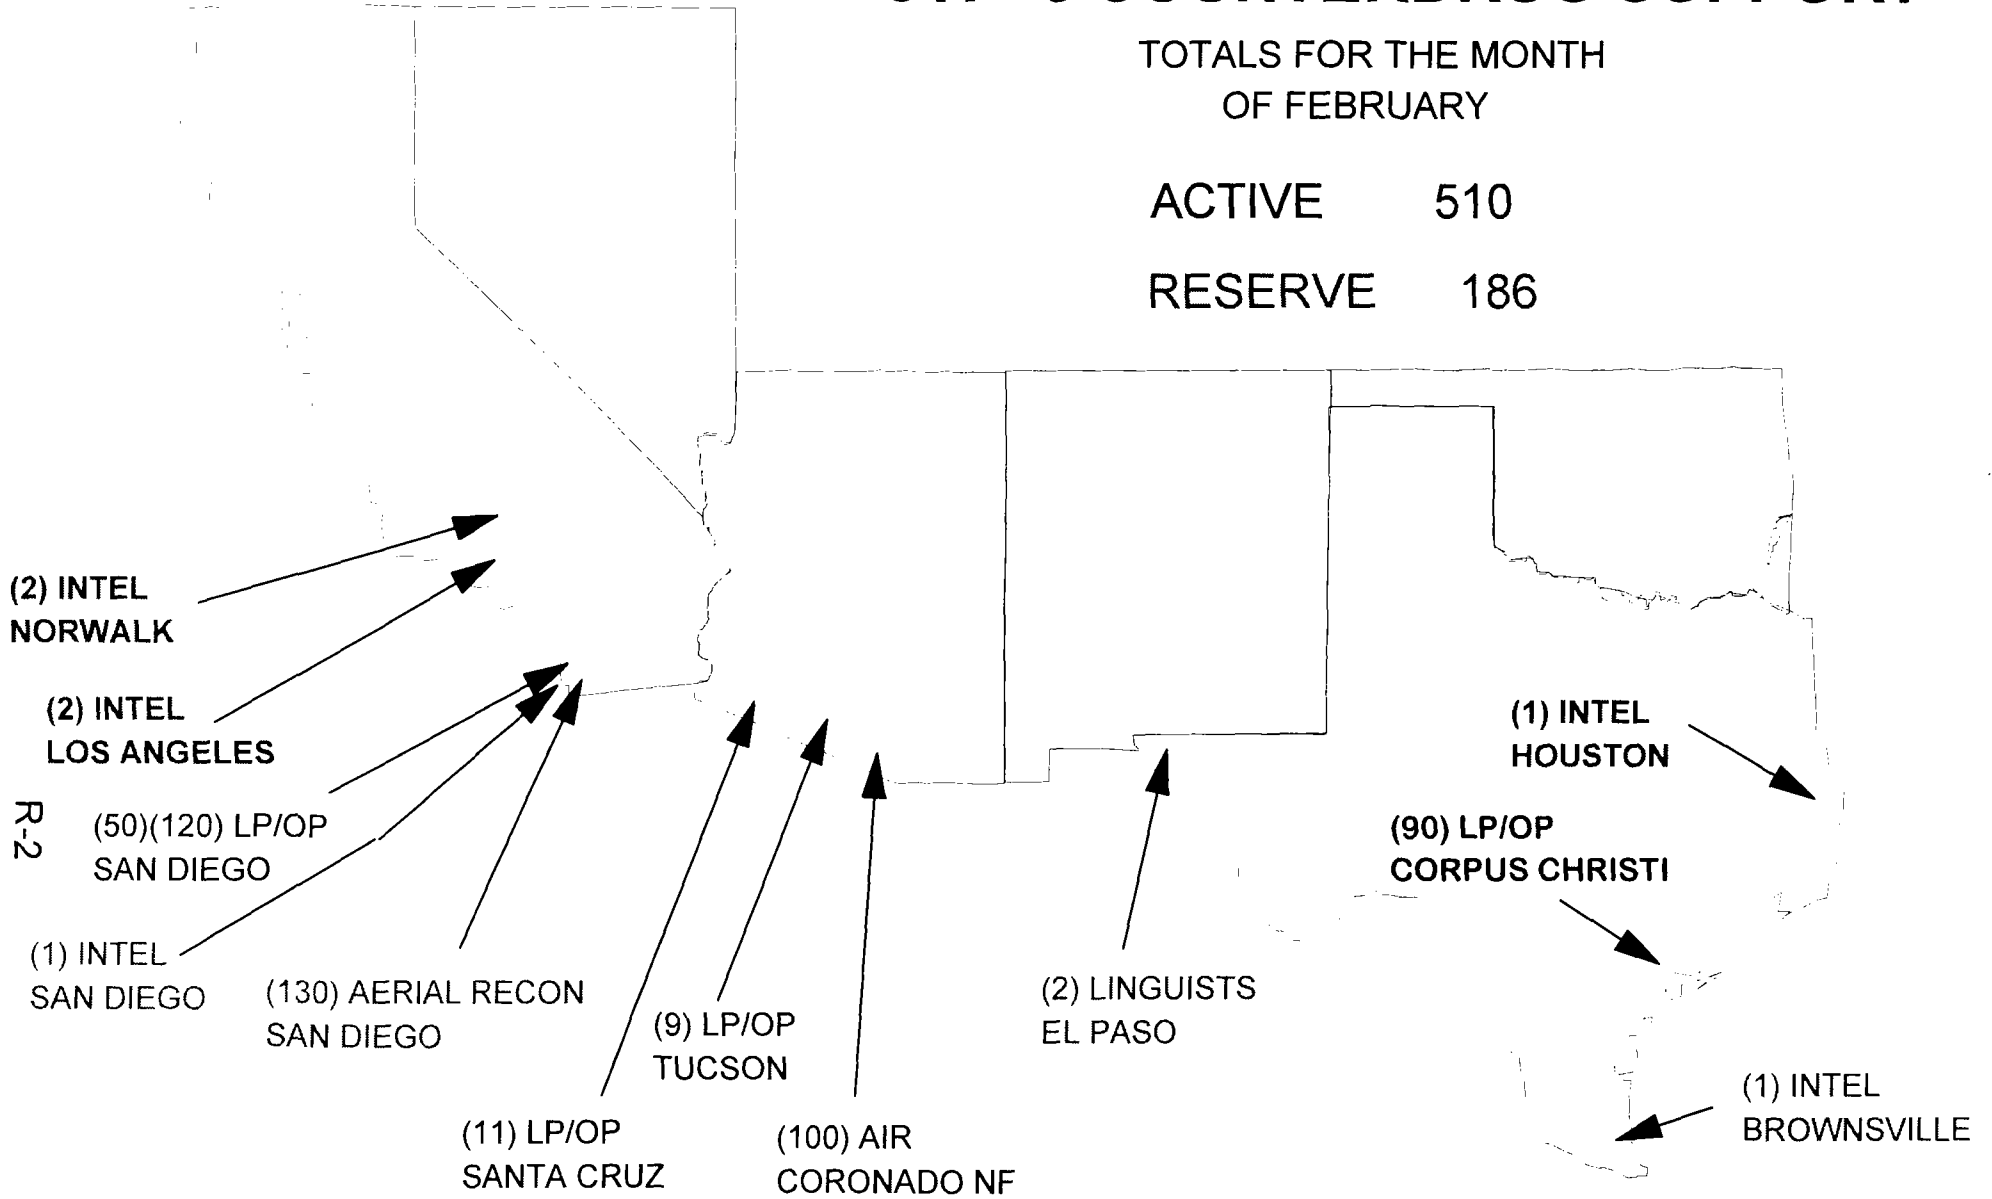 TOTALS FOR THE MONTH
OF FEBRUARY
ACTIVE 510
RESERVE 186
(2) INTEL
NORWALK
(2) INTEL
LOS ANGELES
(50)(120) LP/OP
SAN DIEGO
(1) INTEL
SAN DIEGO
(130) AERIAL RECON
SAN DIEGO
(11) LP/OP
SANTA CRUZ
(9) LP/OP
TUCSON
(100) AIR
CORONADO NF
(2) LINGUISTS
EL PASO
(1) INTEL
HOUSTON
(90) LP/OP
CORPUS CHRISTI
(1) INTEL
BROWNSVILLE
R-2